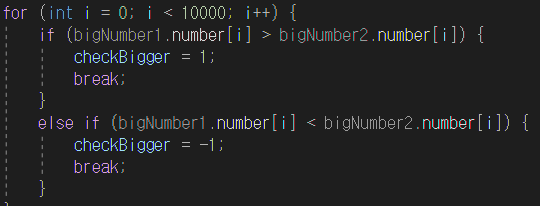 for (int i = 0; i < 10000; i++) {
if (bigNumber1.number[i] > bigNumber2.number[i]) {
checkBigger = 1;
break;
}
else if (bigNumber1.number[i] < bigNumber2.number[i]) {
checkBigger = -1;
break;
}